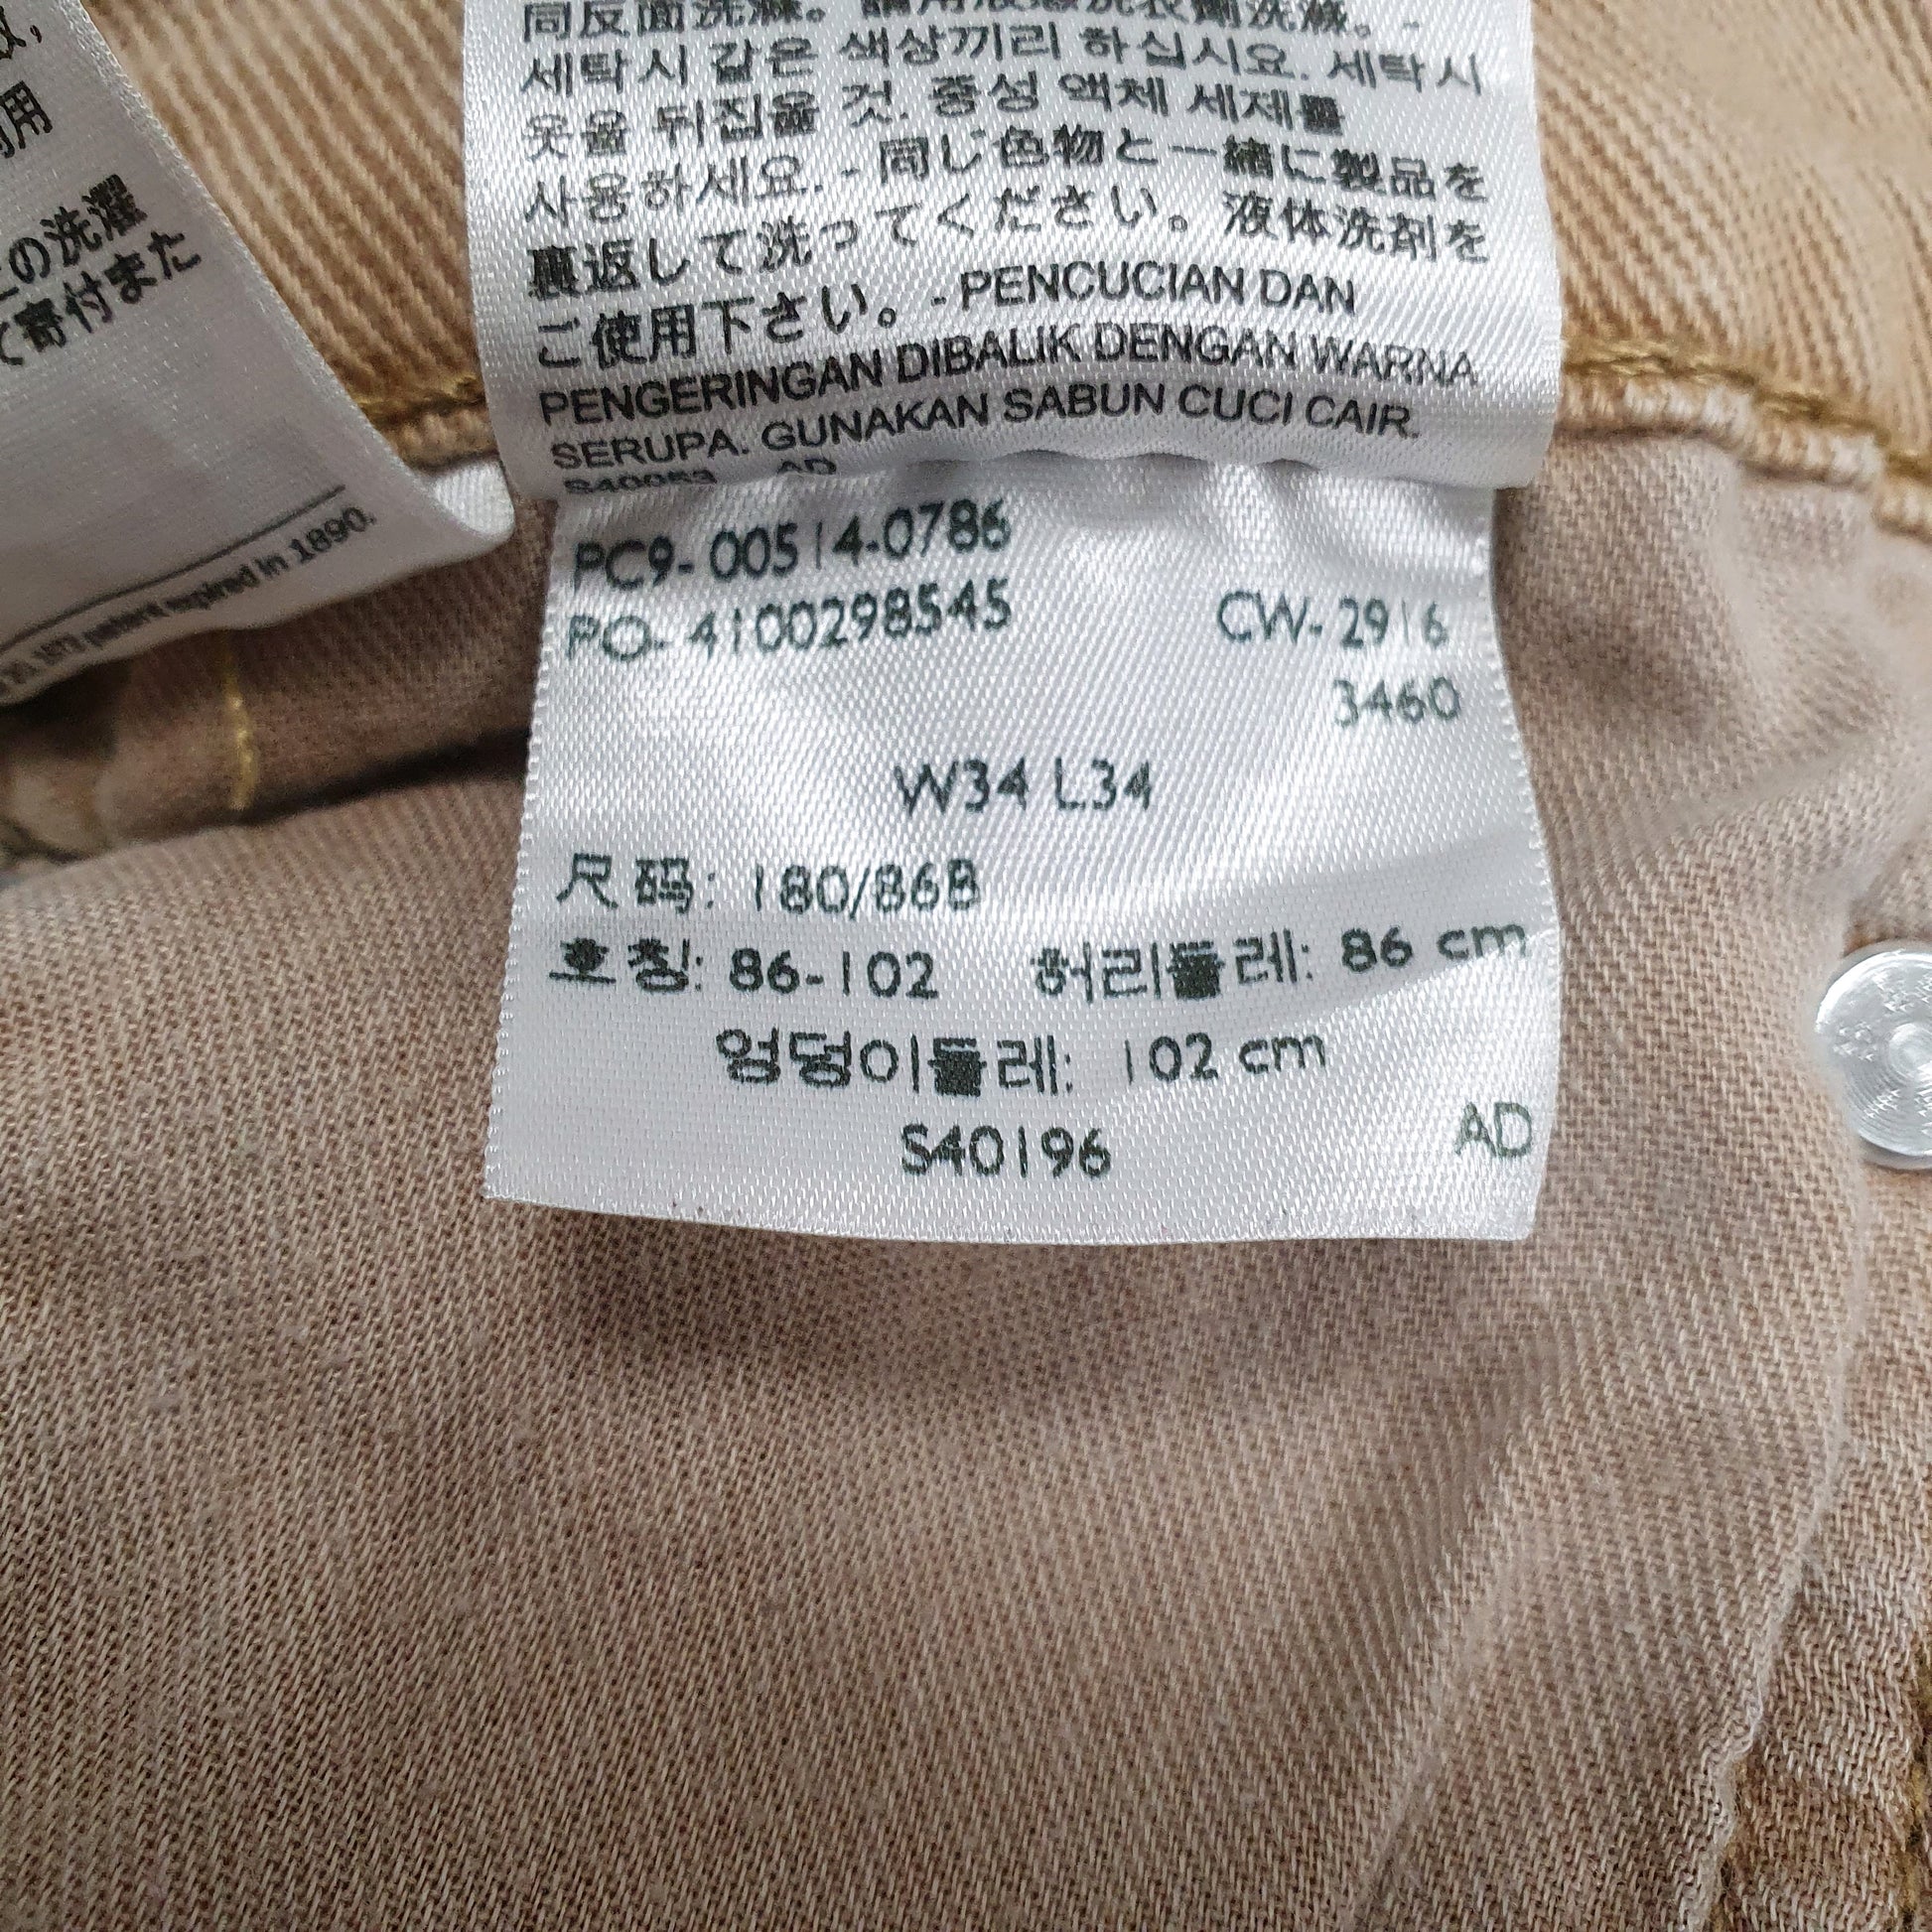 用
の洗濯
て寄付また
1873 patent expired in 1890.
同反面洗滌。請用液態洗衣劑洗滌。-
세탁시 같은 색상끼리 하십시요. 세탁시
옷을 뒤집을 것. 중성 액체 세제를
사용하세요. - 同じ色物と一緒に製品を
裏返して洗ってください。液体洗剤を
ご使用下さい。- PENCUCIAN DAN
PENGERINGAN DIBALIK DENGAN WARNA
SERUPA. GUNAKAN SABUN CUCI CAIR.
S40053 AD
PC9-00514-0786
PO-4100298545 CW-2916
3460
W34 L34
尺码: 180/86B
호칭: 86-102 허리둘레: 86 cm
엉덩이둘레: 102 cm
S40196 AD